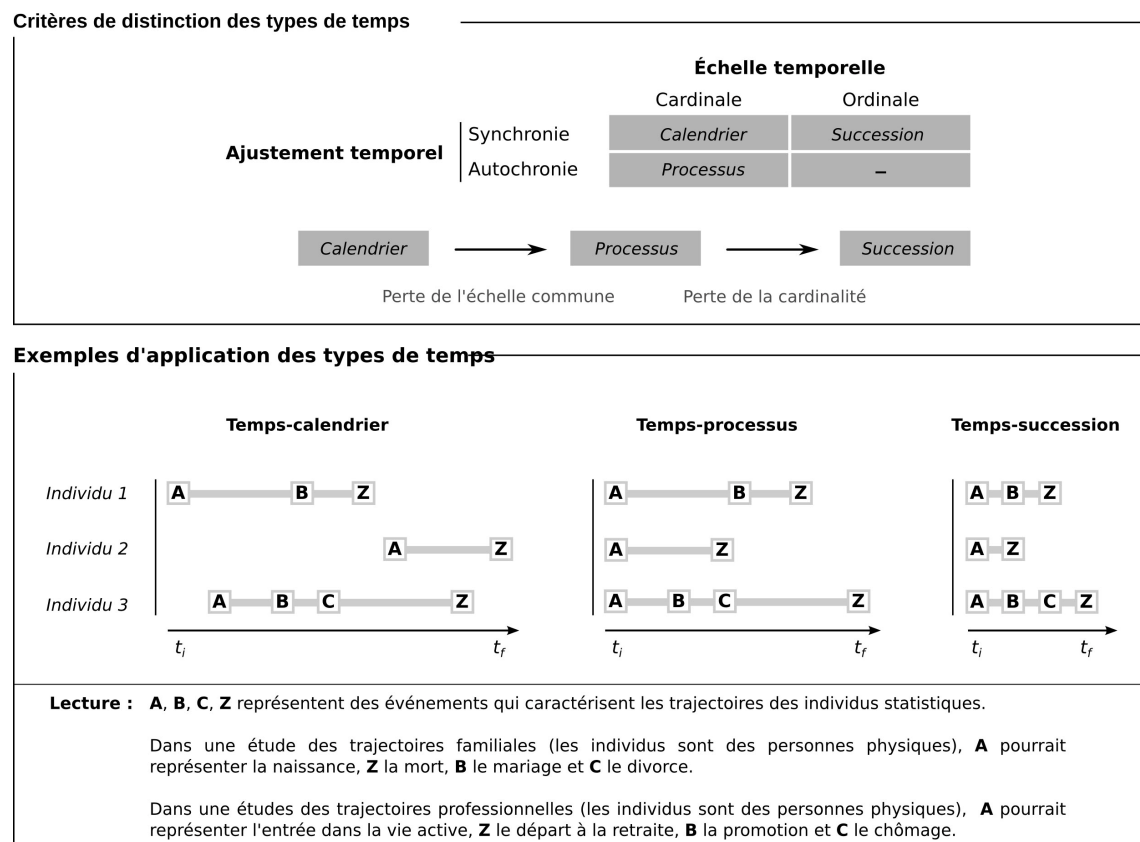 Critères de distinction des types de temps
Échelle temporelle
Cardinale Ordinale
Synchronie Calendrier Succession
Ajustement temporel
Autochronie Processus –
Calendrier Processus Succession
Perte de l'échelle commune Perte de la cardinalité
Exemples d'application des types de temps
Temps-calendrier Temps-processus Temps-succession
Individu 1 A B Z A B Z A B Z
Individu 2 A Z A Z A Z
Individu 3 A B C Z A B C Z A B C Z
ti tf ti tf ti tf
Lecture : A, B, C, Z représentent des événements qui caractérisent les trajectoires des individus statistiques.
Dans une étude des trajectoires familiales (les individus sont des personnes physiques), A pourrait
représenter la naissance, Z la mort, B le mariage et C le divorce.
Dans une études des trajectoires professionnelles (les individus sont des personnes physiques), A pourrait
représenter l'entrée dans la vie active, Z le départ à la retraite, B la promotion et C le chômage.